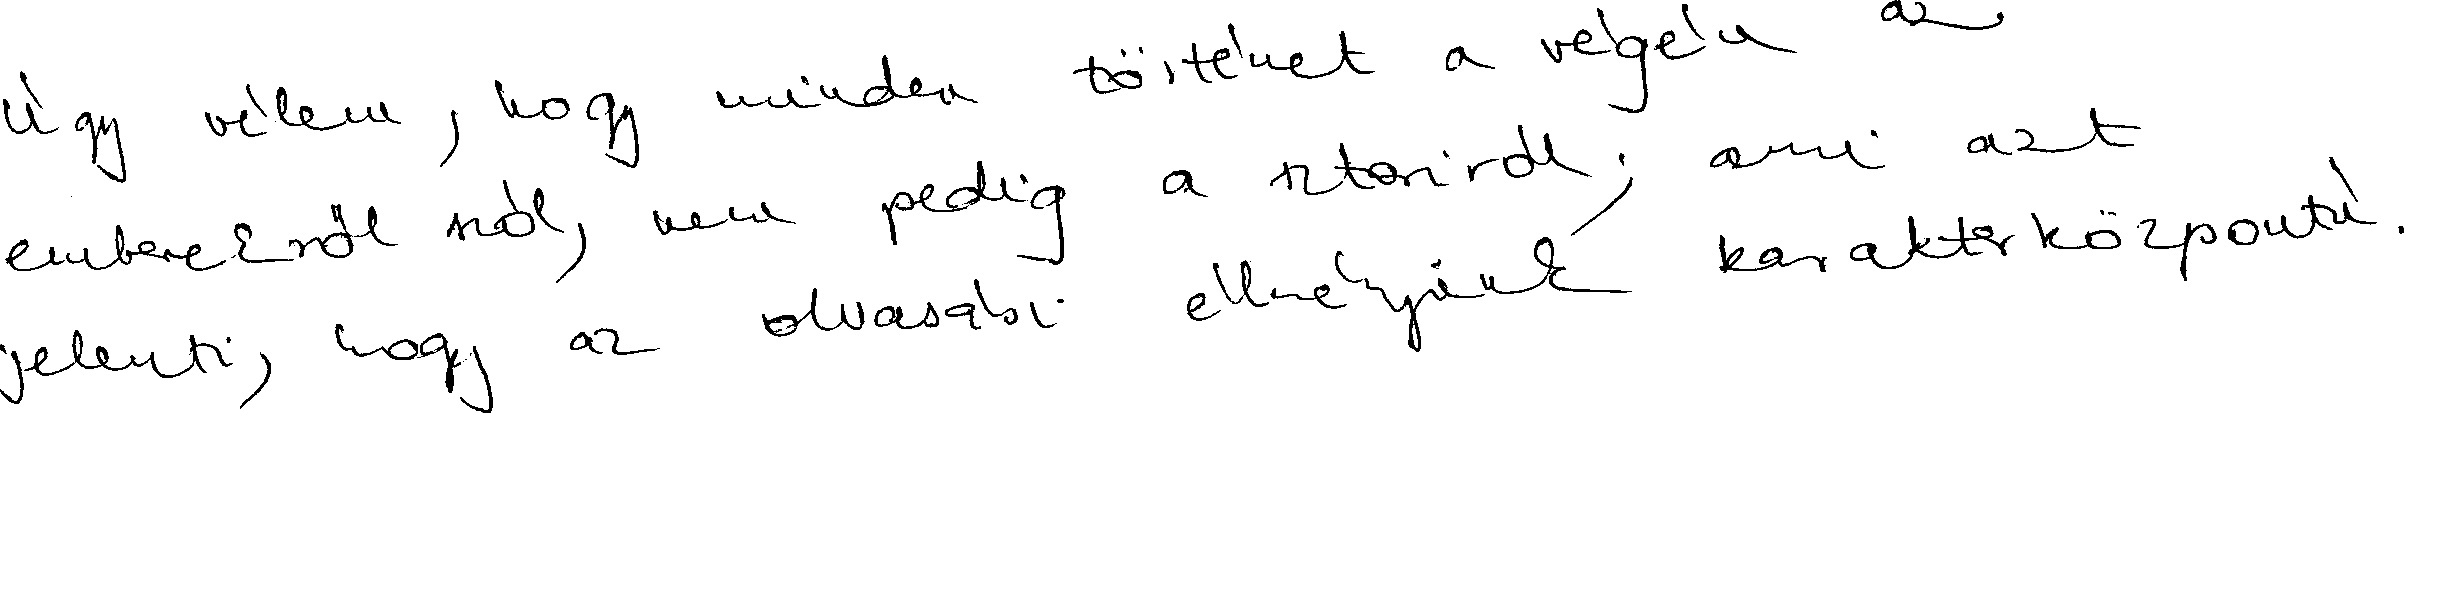 Úgy vélem, hogy minden történet a végén az
emberekről szól, nem pedig a sztoriról, ami azt
jelenti, hogy az olvasási élményünk karakterközpontú.